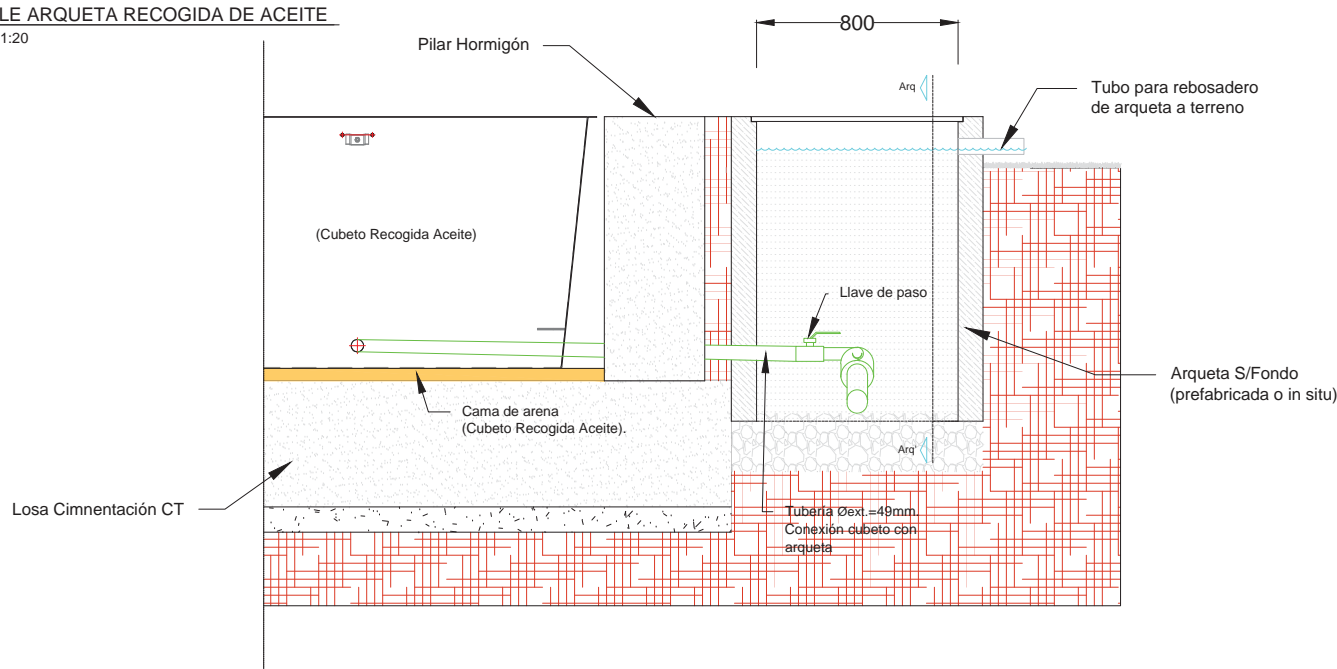 LE ARQUETA RECOGIDA DE ACEITE
1:20
Pilar Hormigón
800
Arq
Tubo para rebosadero
de arqueta a terreno
(Cubeto Recogida Aceite)
Llave de paso
Arqueta S/Fondo
(prefabricada o in situ)
Cama de arena
(Cubeto Recogida Aceite).
Arq'
Losa Cimnentación CT
Tubería Øext.=49mm.
Conexión cubeto con
arqueta